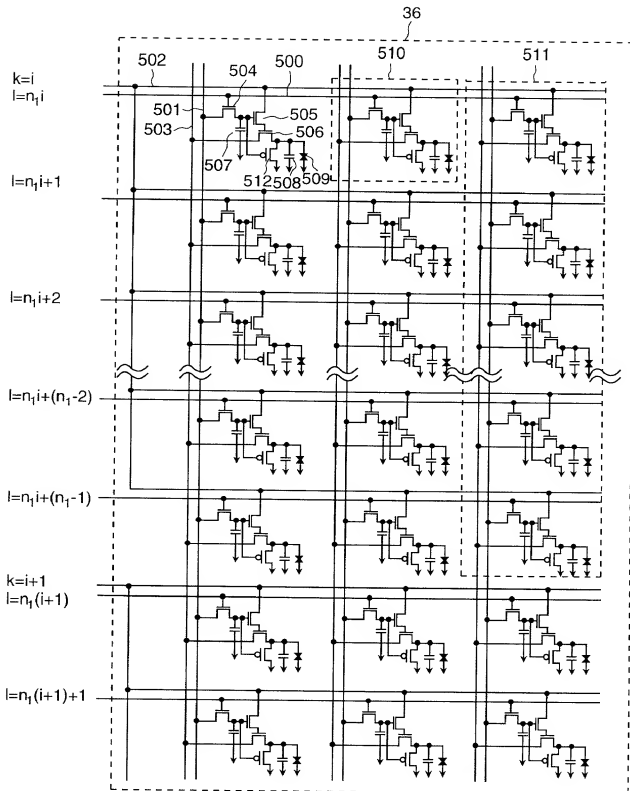 36
502
504
500
510
511
k=i
l=n₁i
501
505
503
506
507
512
508
509
l=n₁i+1
l=n₁i+2
l=n₁i+(n₁-2)
l=n₁i+(n₁-1)
k=i+1
l=n₁(i+1)
l=n₁(i+1)+1